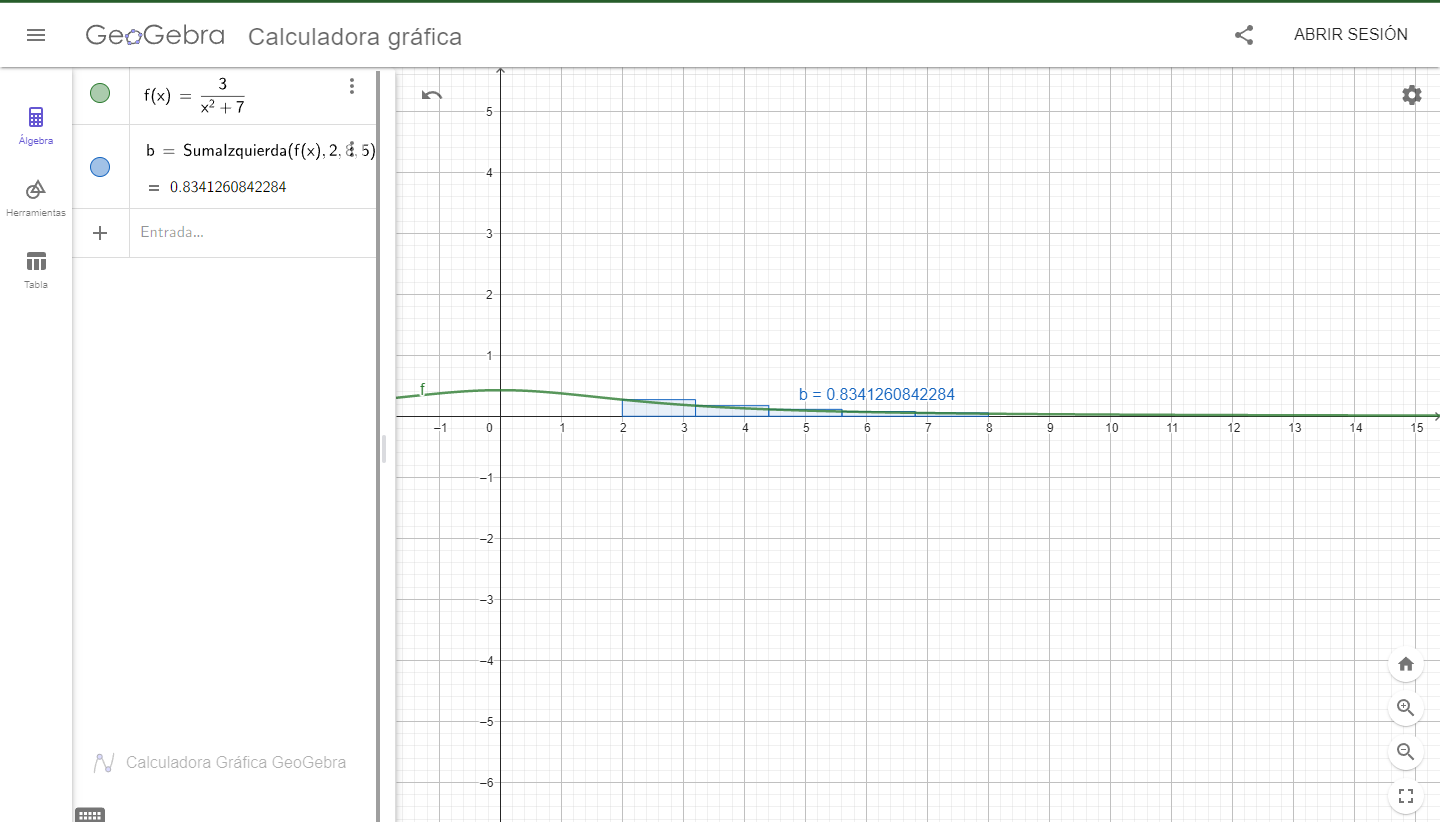 GeoGebra Calculadora gráfica
ABRIR SESIÓN
Álgebra
Herramientas
Tabla
f(x) = 3 / (x² + 7)
b = SumaIzquierda(f(x), 2, 8, 5)
= 0.8341260842284
Entrada...
Calculadora Gráfica GeoGebra
5
4
3
2
1
f
b = 0.8341260842284
–1 0 1 2 3 4 5 6 7 8 9 10 11 12 13 14 15
–1
–2
–3
–4
–5
–6